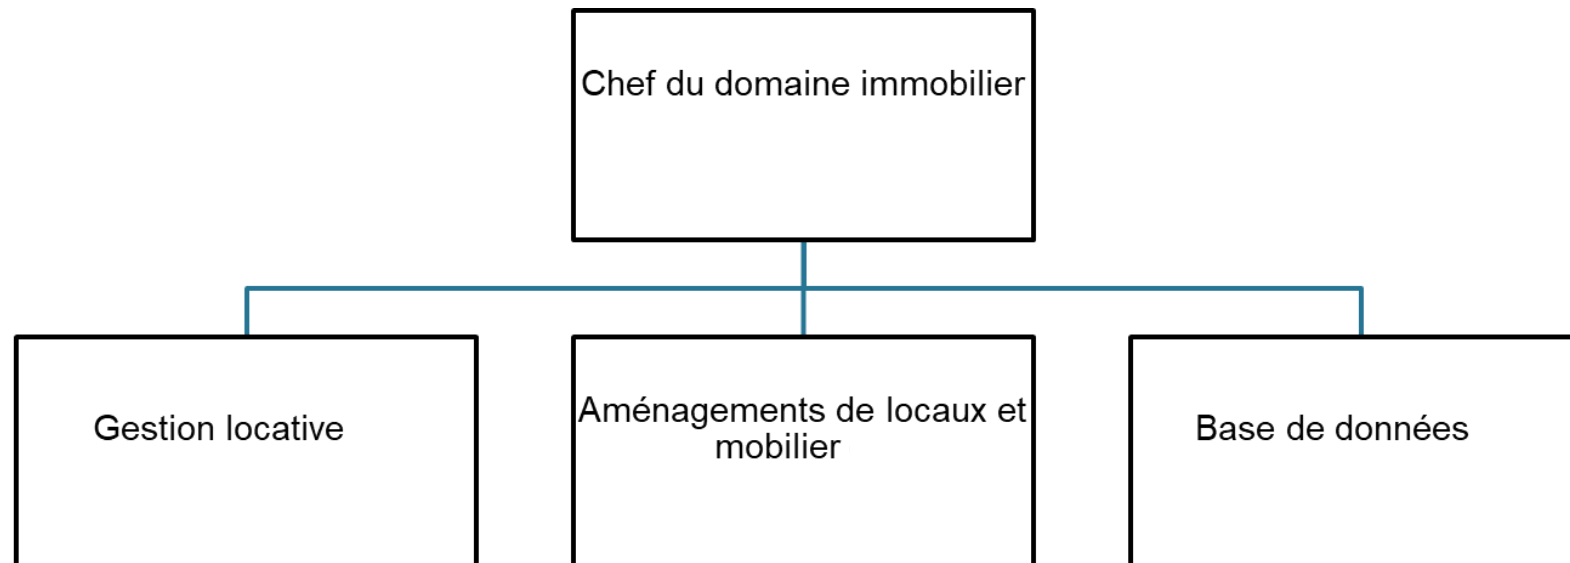 Chef du domaine immobilier
Gestion locative
Aménagements de locaux et
mobilier
Base de données